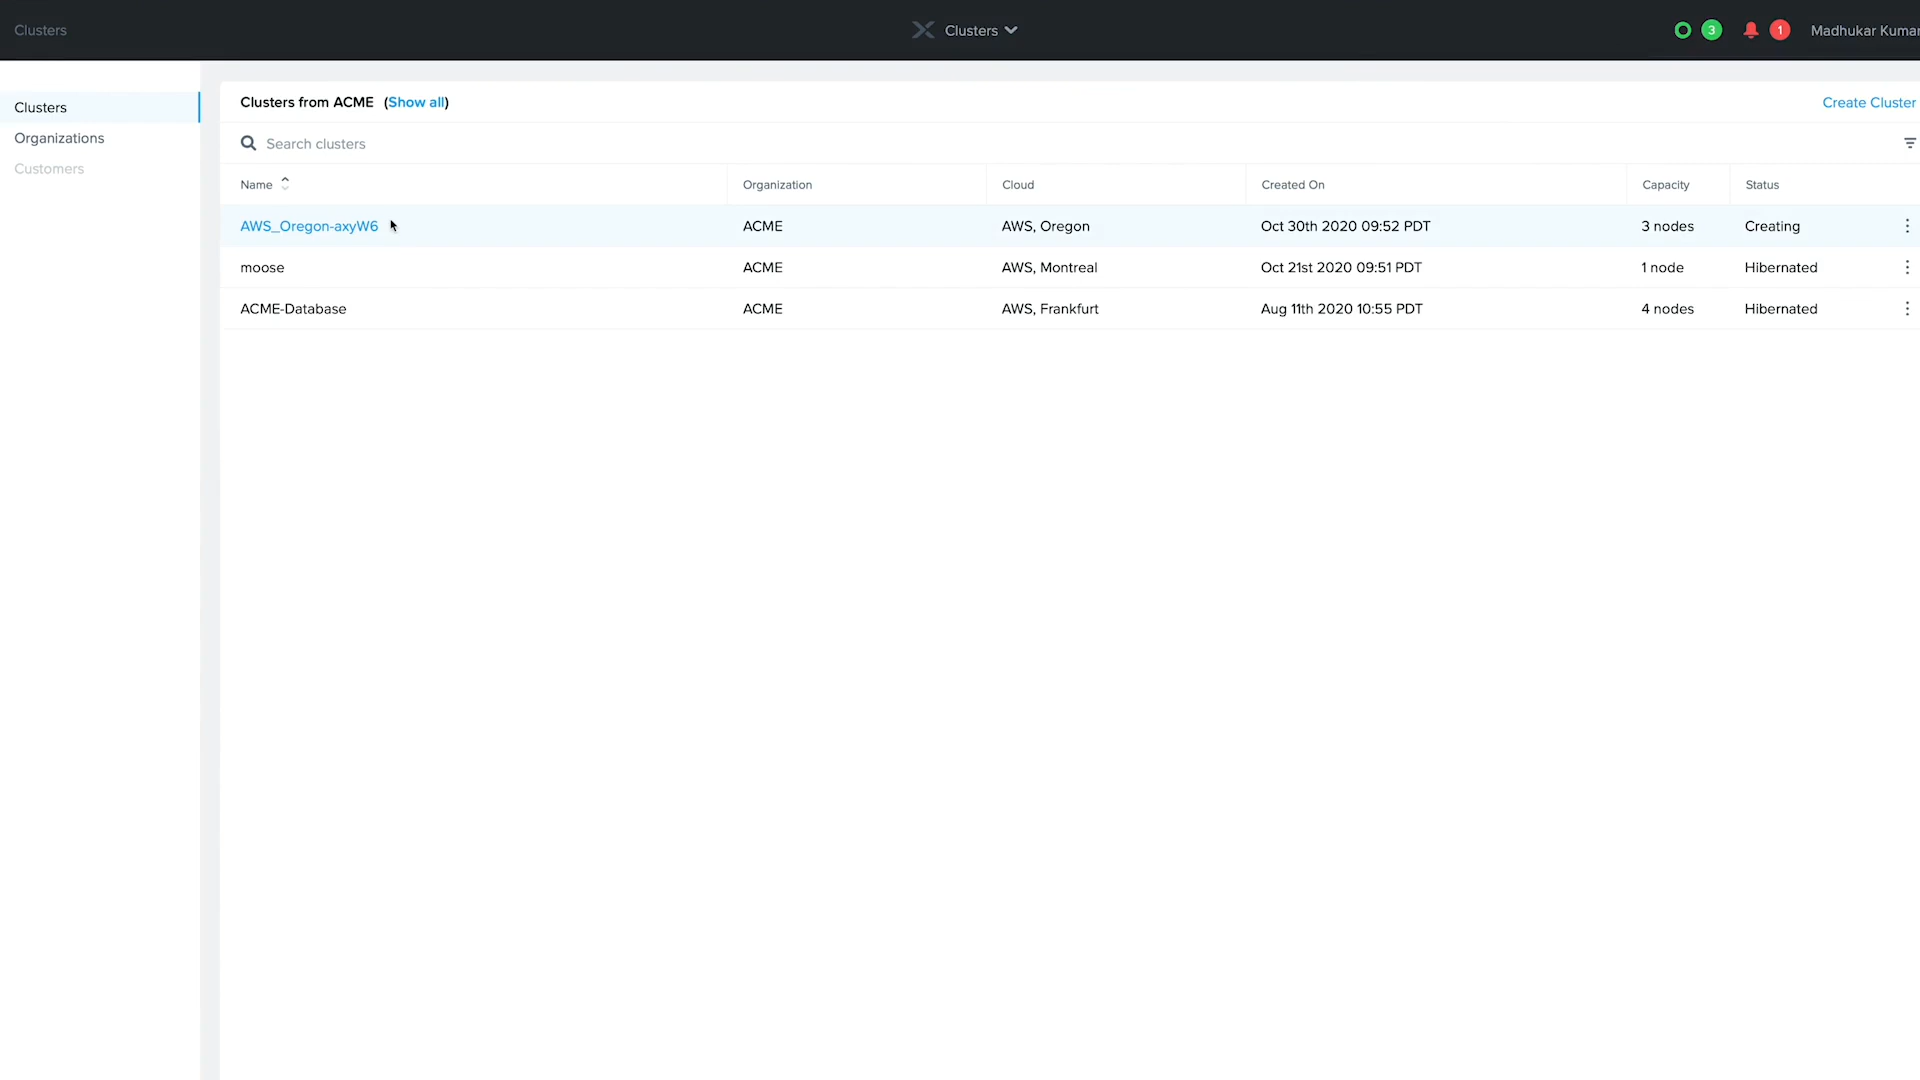 Clusters
Clusters
3
1
Madhukar Kumar
Clusters
Organizations
Customers
Clusters from ACME (Show all)
Create Cluster
Search clusters
Name Organization Cloud Created On Capacity Status
AWS_Oregon-axyW6 ACME AWS, Oregon Oct 30th 2020 09:52 PDT 3 nodes Creating
moose ACME AWS, Montreal Oct 21st 2020 09:51 PDT 1 node Hibernated
ACME-Database ACME AWS, Frankfurt Aug 11th 2020 10:55 PDT 4 nodes Hibernated